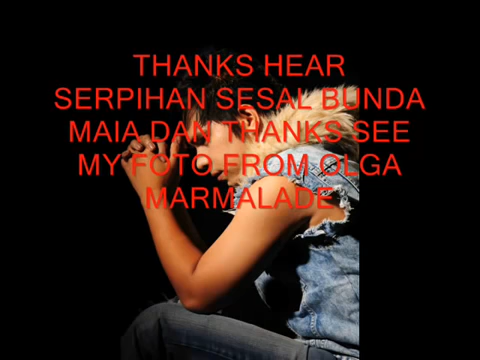 THANKS HEAR
SERPIHAN SESAL BUNDA
MAIA DAN THANKS SEE
MY FOTO FROM OLGA
MARMALADE